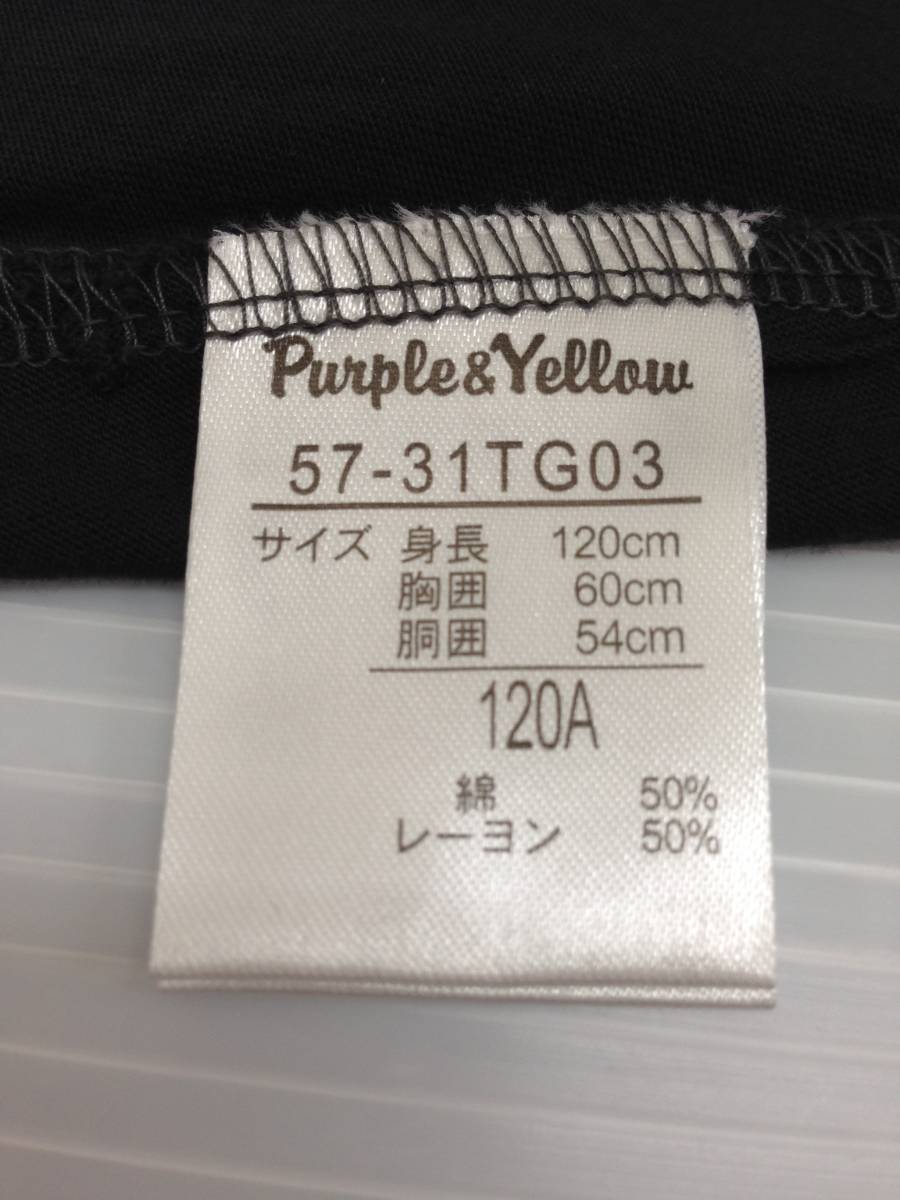 Purple&Yellow
57-31TG03
サイズ 身長 120cm
胸囲 60cm
胴囲 54cm
120A
綿 50%
レーヨン 50%